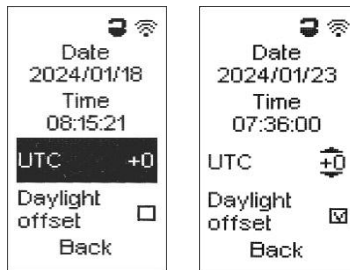 Date
2024/01/18
Time
08:15:21
UTC +0
Daylight
offset
Back
Date
2024/01/23
Time
07:36:00
UTC +0
Daylight
offset
Back